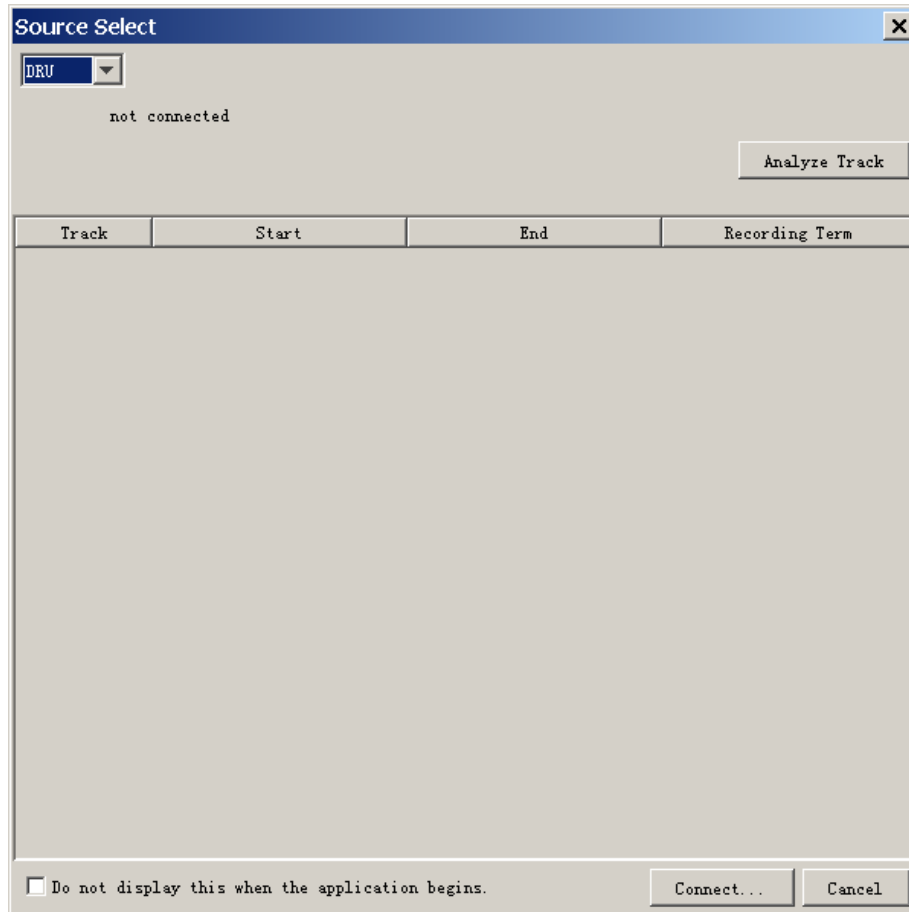 Source Select
DRU
not connected
Analyze Track
Track Start End Recording Term
Do not display this when the application begins. Connect... Cancel